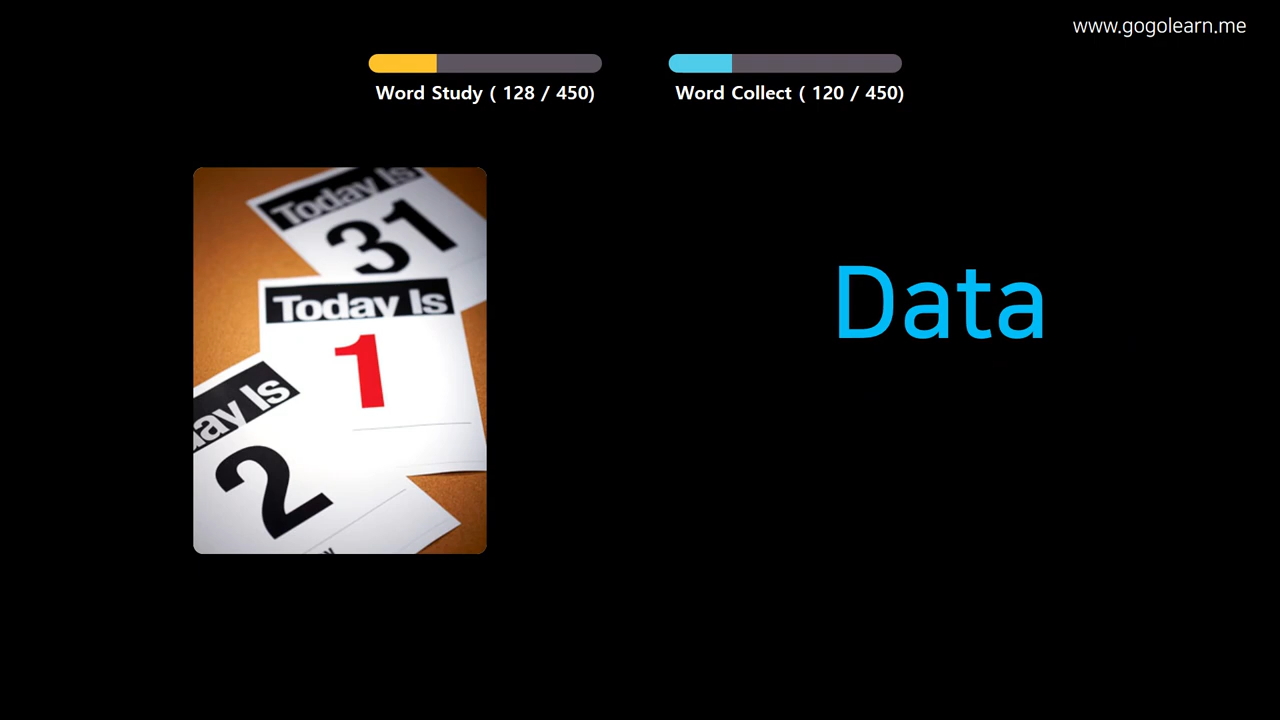 www.gogolearn.me
Word Study ( 128 / 450)
Word Collect ( 120 / 450)
Today Is
31
Today Is
1
day Is
2
Data